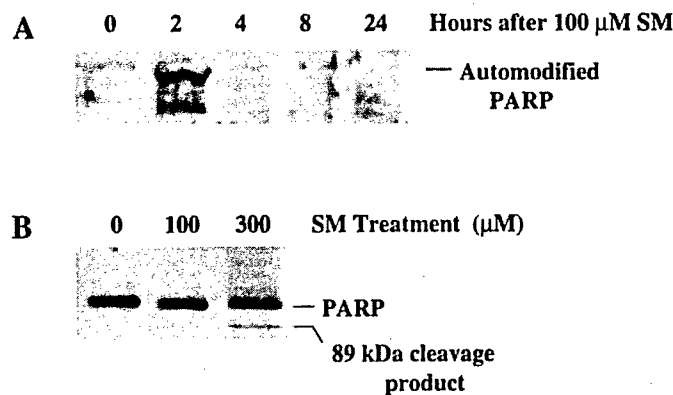 A 0 2 4 8 24 Hours after 100 μM SM
— Automodified
PARP
B 0 100 300 SM Treatment (μM)
— PARP
89 kDa cleavage
product